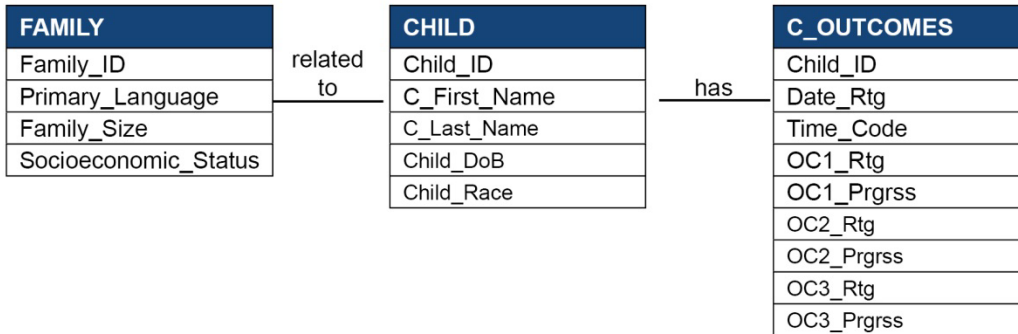 FAMILY
Family_ID
Primary_Language
Family_Size
Socioeconomic_Status
related
to
CHILD
Child_ID
C_First_Name
C_Last_Name
Child_DoB
Child_Race
has
C_OUTCOMES
Child_ID
Date_Rtg
Time_Code
OC1_Rtg
OC1_Prgrss
OC2_Rtg
OC2_Prgrss
OC3_Rtg
OC3_Prgrss